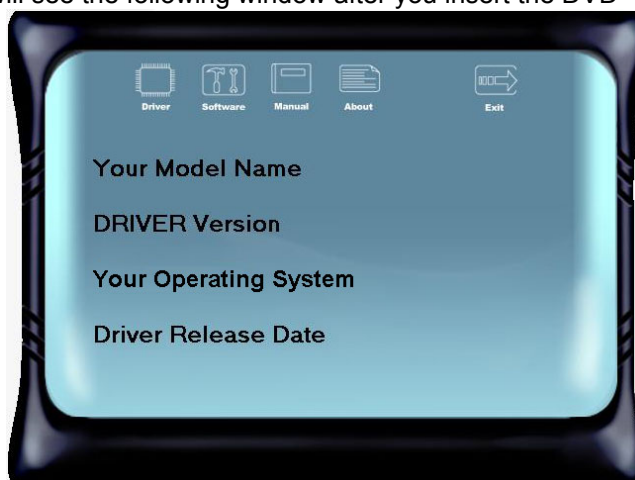 will see the following window after you insert the DVD
Driver Software Manual About Exit
Your Model Name
DRIVER Version
Your Operating System
Driver Release Date